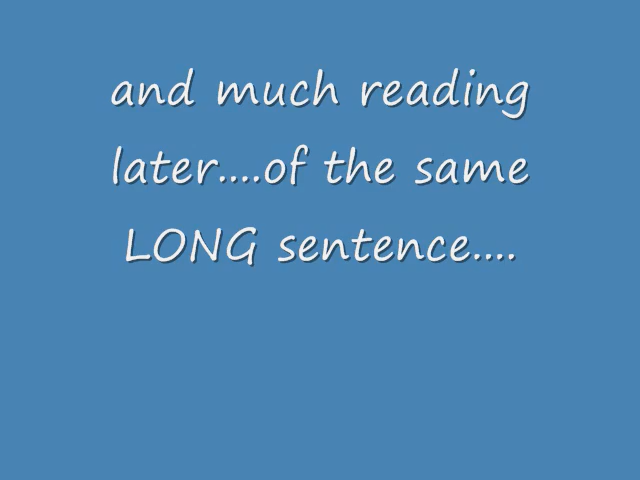 and much reading
later....of the same
LONG sentence....